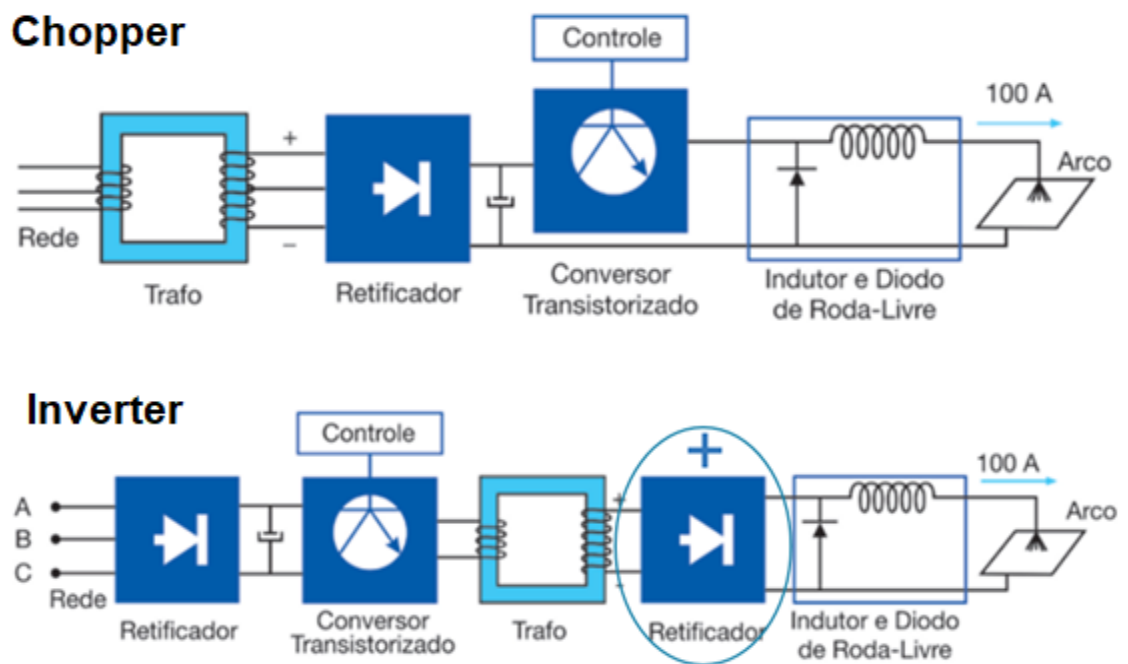 Chopper
Controle
100 A
Arco
+
Rede
−
Trafo
Retificador
Conversor
Transistorizado
Indutor e Diodo
de Roda-Livre
Inverter
Controle
+
100 A
A
B
C
+
-
Arco
Rede
Retificador
Conversor
Transistorizado
Trafo
Retificador
Indutor e Diodo
de Roda-Livre